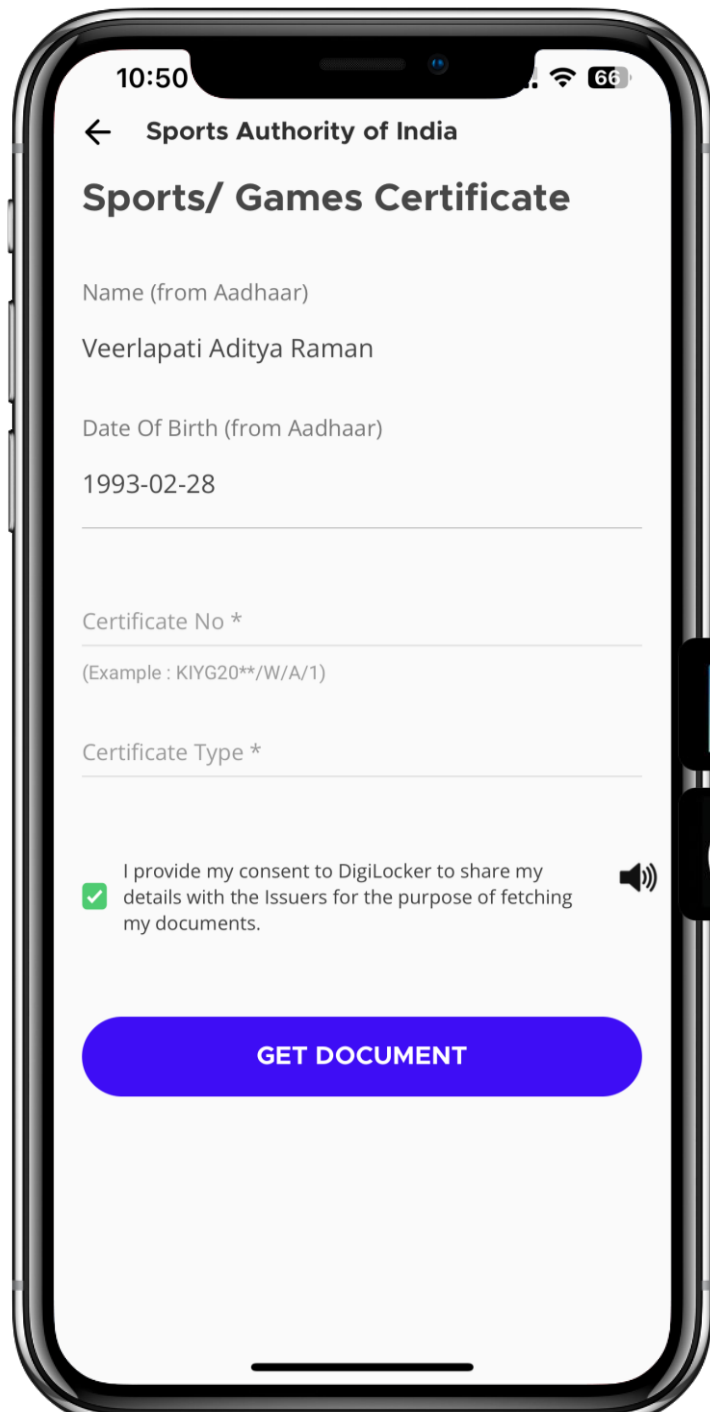 10:50
66
Sports Authority of India
Sports/ Games Certificate
Name (from Aadhaar)
Veerlapati Aditya Raman
Date Of Birth (from Aadhaar)
1993-02-28
Certificate No *
(Example : KIYG20**/W/A/1)
Certificate Type *
I provide my consent to DigiLocker to share my
details with the Issuers for the purpose of fetching
my documents.
GET DOCUMENT